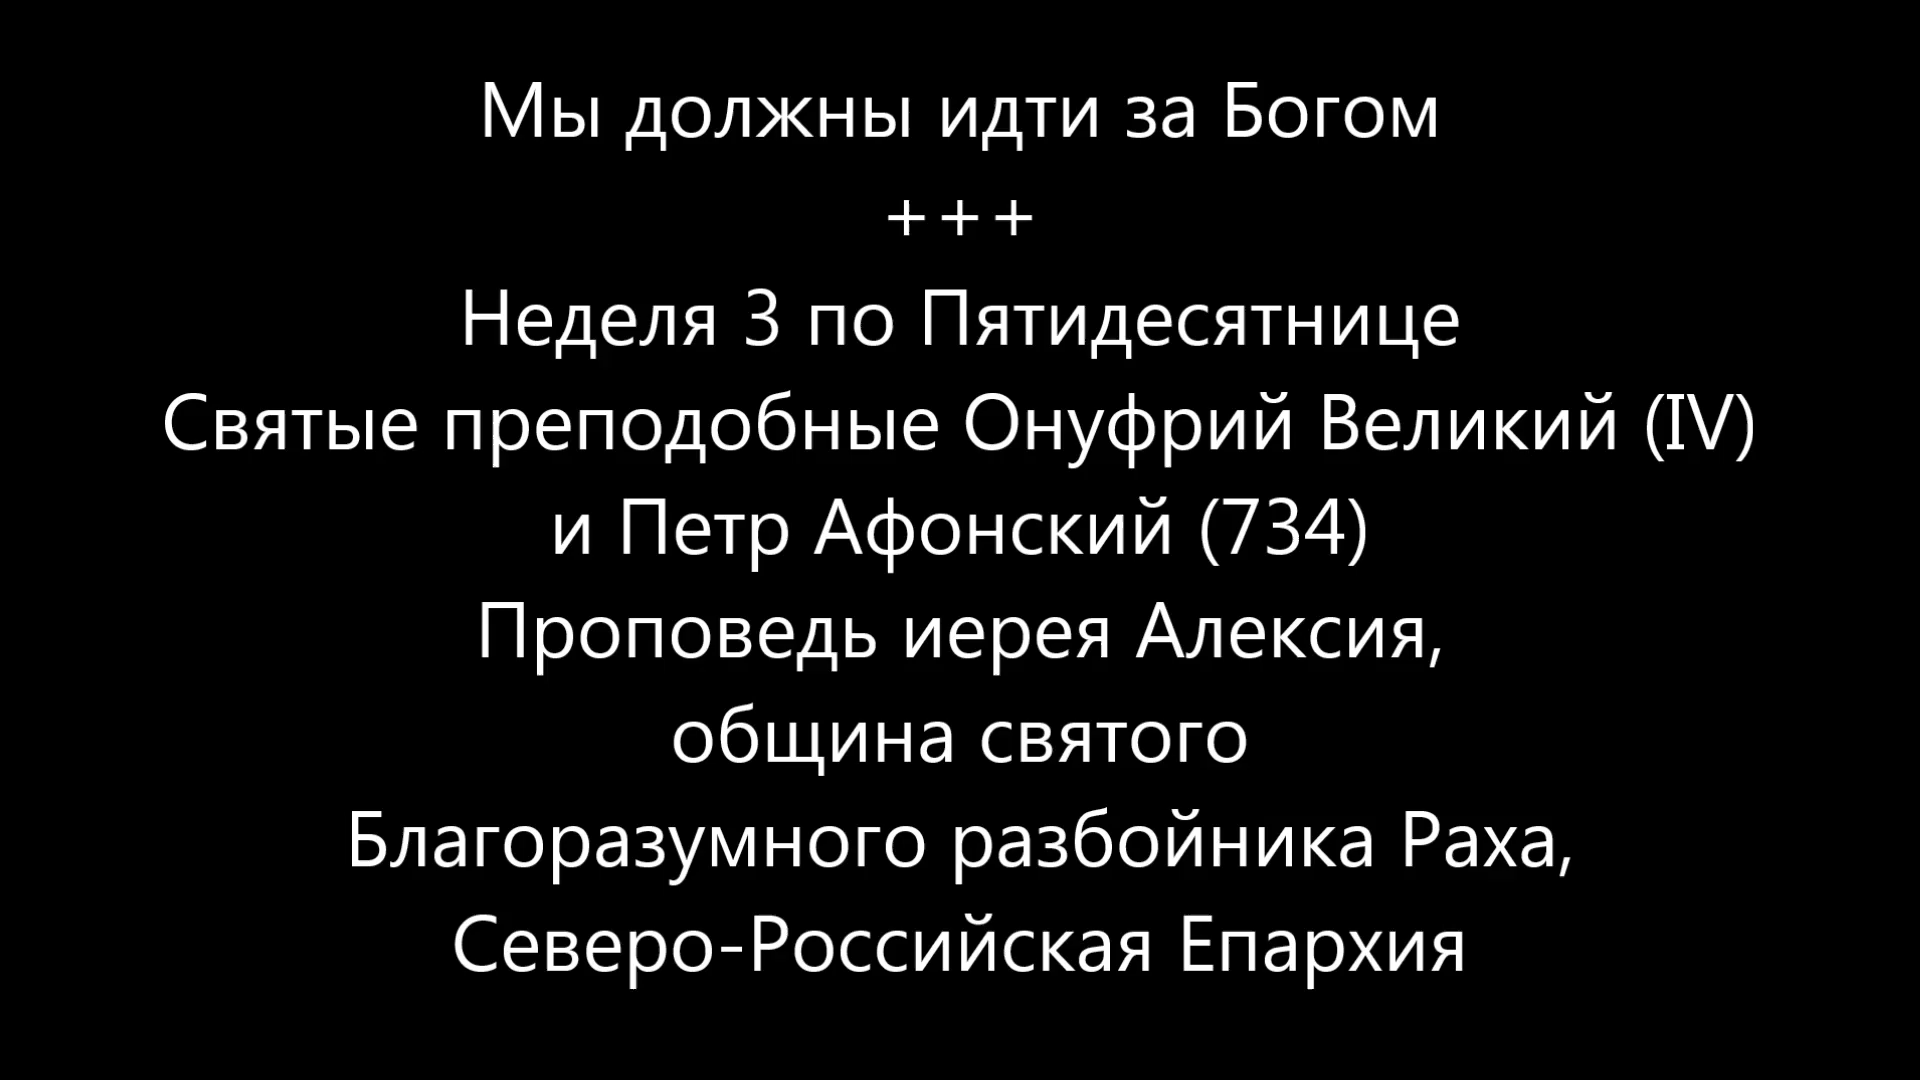 Мы должны идти за Богом
+++
Неделя 3 по Пятидесятнице
Святые преподобные Онуфрий Великий (IV)
и Петр Афонский (734)
Проповедь иерея Алексия,
община святого
Благоразумного разбойника Раха,
Северо-Российская Епархия